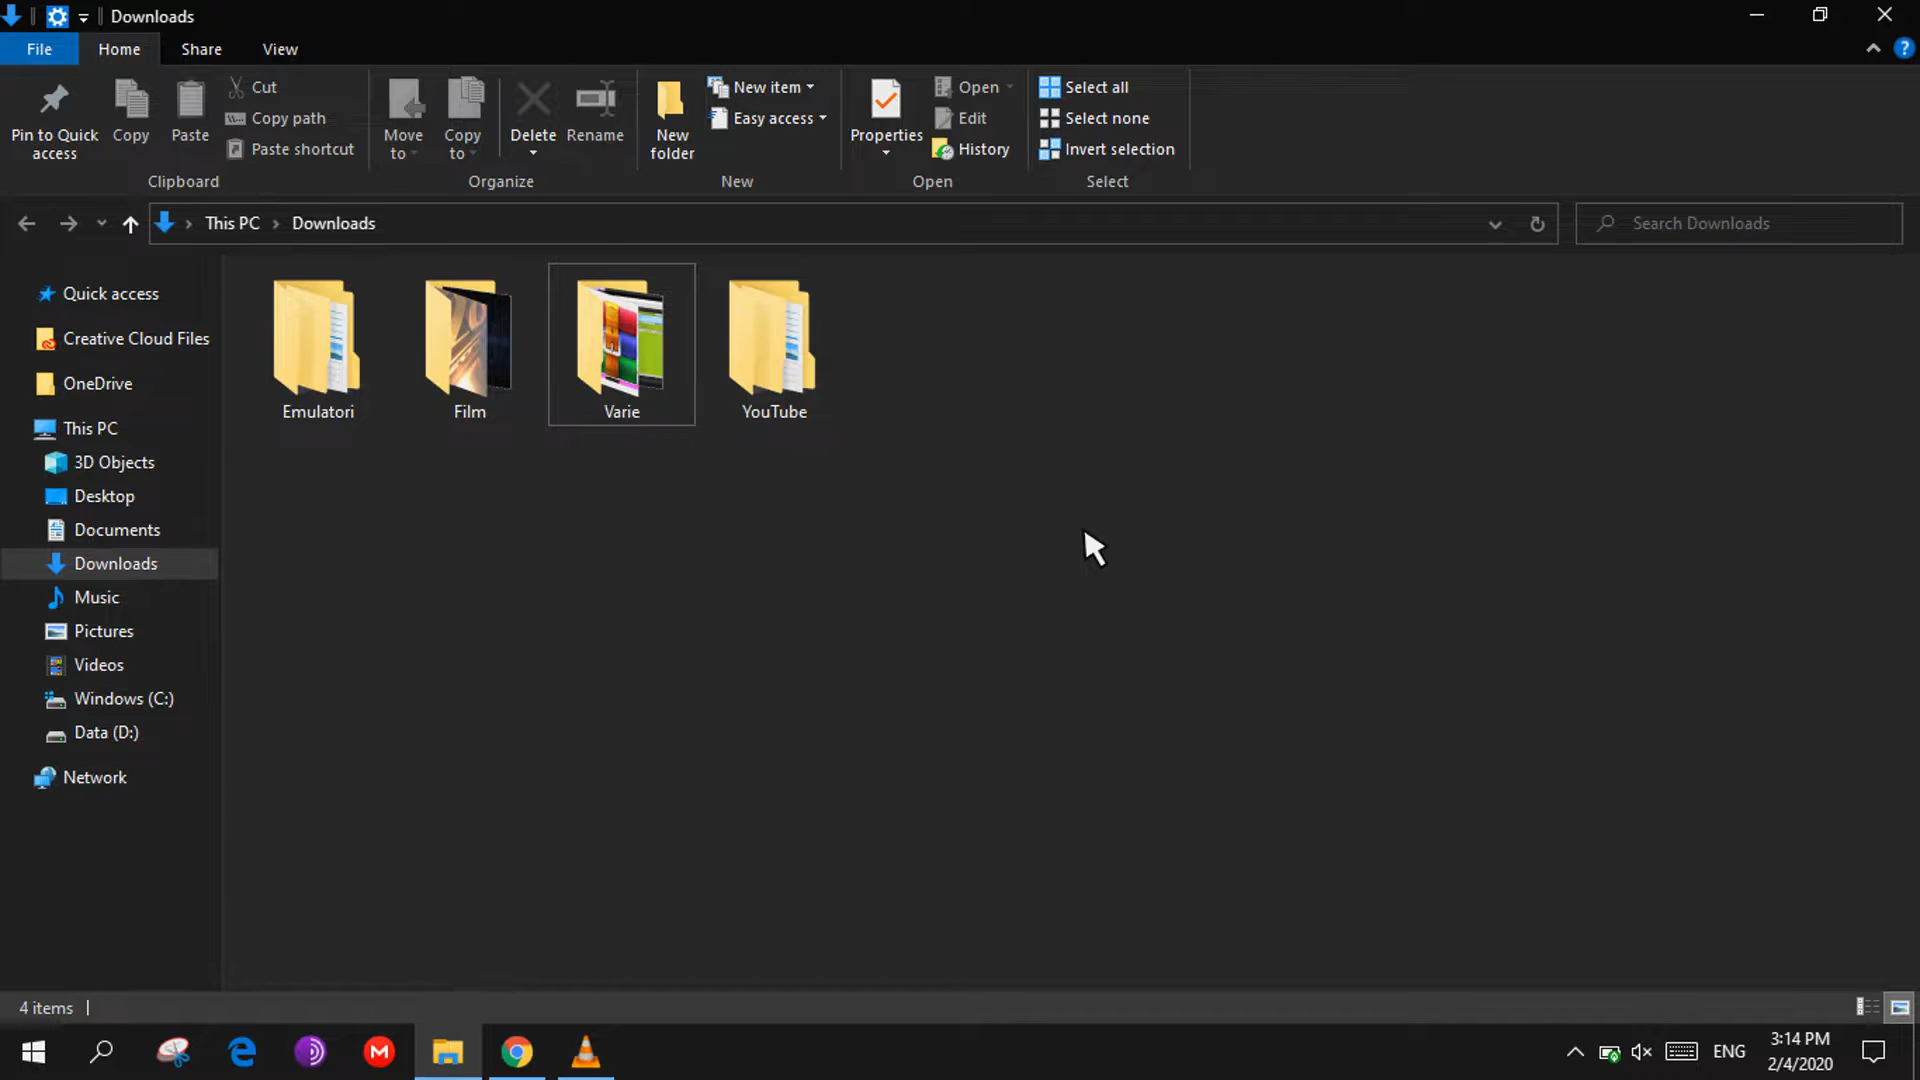 Downloads
File Home Share View
Pin to Quick access
Copy
Paste
Cut
Copy path
Paste shortcut
Clipboard
Move to
Copy to
Delete
Rename
Organize
New folder
New item
Easy access
New
Properties
Open
Edit
History
Open
Select all
Select none
Invert selection
Select
This PC > Downloads
Search Downloads
Quick access
Creative Cloud Files
OneDrive
This PC
3D Objects
Desktop
Documents
Downloads
Music
Pictures
Videos
Windows (C:)
Data (D:)
Network
Emulatori
Film
Varie
YouTube
4 items
ENG
3:14 PM
2/4/2020